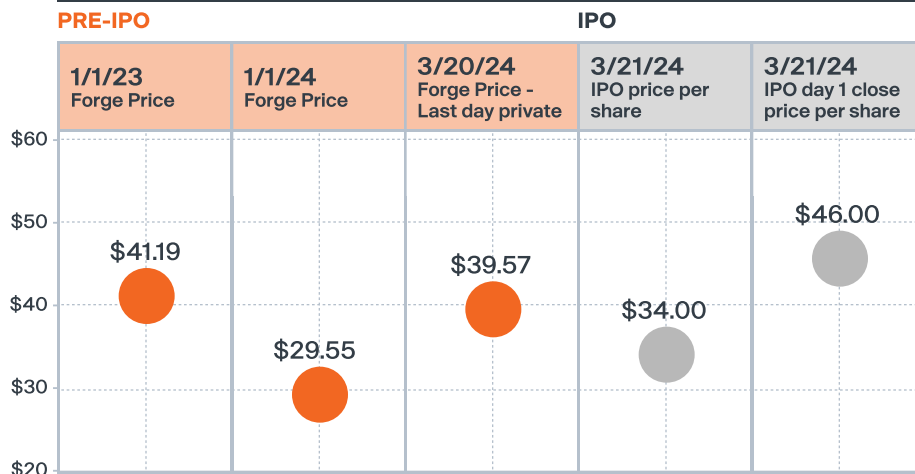 PRE-IPO
IPO
1/1/23
Forge Price
1/1/24
Forge Price
3/20/24
Forge Price -
Last day private
3/21/24
IPO price per
share
3/21/24
IPO day 1 close
price per share
$60
$50
$40
$30
$20
$41.19
$29.55
$39.57
$34.00
$46.00